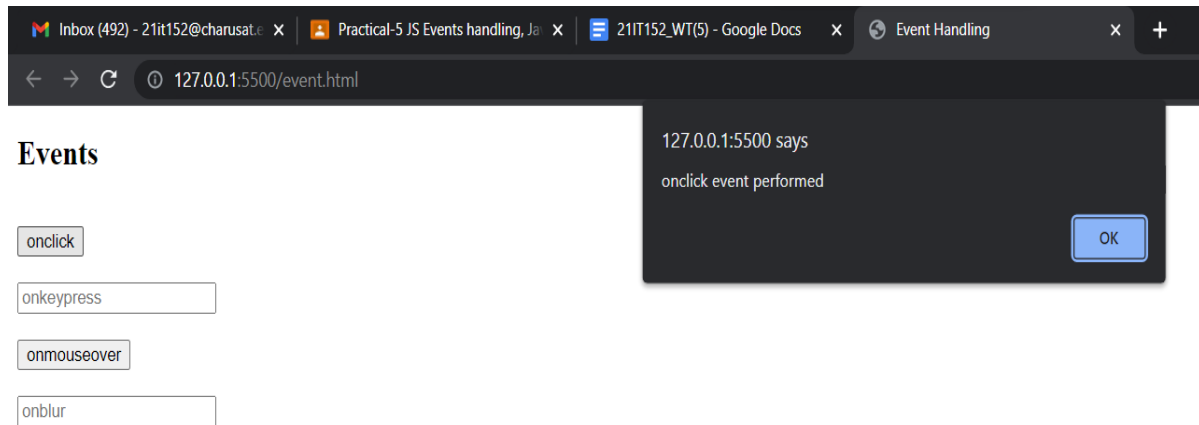 Inbox (492) - 21it152@charusat.e
Practical-5 JS Events handling, Ja
21IT152_WT(5) - Google Docs
Event Handling
127.0.0.1:5500/event.html
127.0.0.1:5500 says
onclick event performed
OK
Events
onclick
onkeypress
onmouseover
onblur